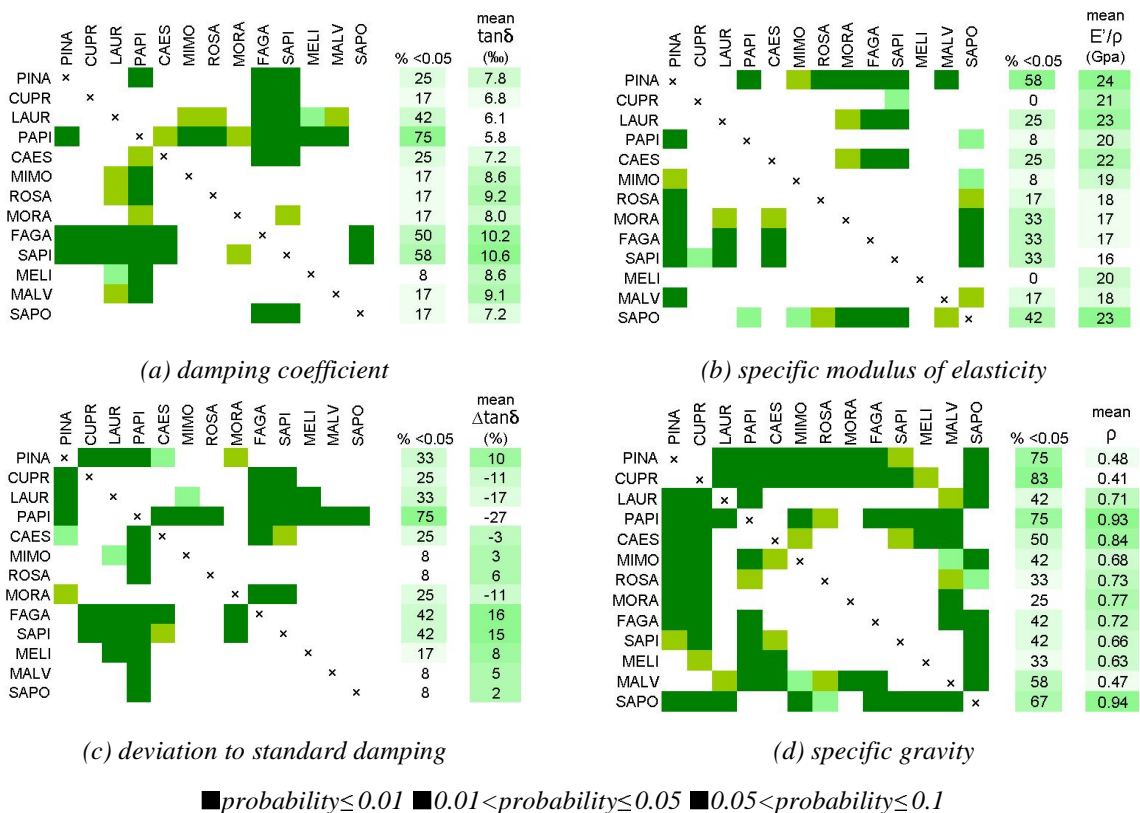 mean
tanδ
PINA CUPR LAUR PAPI CAES MIMO ROSA MORA FAGA SAPI MELI MALV SAPO % <0.05 (‰)
PINA × 25 7.8
CUPR × 17 6.8
LAUR × 42 6.1
PAPI × 75 5.8
CAES × 25 7.2
MIMO × 17 8.6
ROSA × 17 9.2
MORA × 17 8.0
FAGA × 50 10.2
SAPI × 58 10.6
MELI × 8 8.6
MALV × 17 9.1
SAPO × 17 7.2
(a) damping coefficient
mean
E'/ρ
PINA CUPR LAUR PAPI CAES MIMO ROSA MORA FAGA SAPI MELI MALV SAPO % <0.05 (Gpa)
PINA × 58 24
CUPR × 0 21
LAUR × 25 23
PAPI × 8 20
CAES × 25 22
MIMO × 8 19
ROSA × 17 18
MORA × 33 17
FAGA × 33 17
SAPI × 33 16
MELI × 0 20
MALV × 17 18
SAPO × 42 23
(b) specific modulus of elasticity
mean
Δtanδ
PINA CUPR LAUR PAPI CAES MIMO ROSA MORA FAGA SAPI MELI MALV SAPO % <0.05 (%)
PINA × 33 10
CUPR × 25 -11
LAUR × 33 -17
PAPI × 75 -27
CAES × 25 -3
MIMO × 8 3
ROSA × 8 6
MORA × 25 -11
FAGA × 42 16
SAPI × 42 15
MELI × 17 8
MALV × 8 5
SAPO × 8 2
(c) deviation to standard damping
mean
ρ
PINA CUPR LAUR PAPI CAES MIMO ROSA MORA FAGA SAPI MELI MALV SAPO % <0.05
PINA × 75 0.48
CUPR × 83 0.41
LAUR × 42 0.71
PAPI × 75 0.93
CAES × 50 0.84
MIMO × 42 0.68
ROSA × 33 0.73
MORA × 25 0.77
FAGA × 42 0.72
SAPI × 42 0.66
MELI × 33 0.63
MALV × 58 0.47
SAPO × 67 0.94
(d) specific gravity
■probability≤0.01 ■0.01<probability≤0.05 ■0.05<probability≤0.1